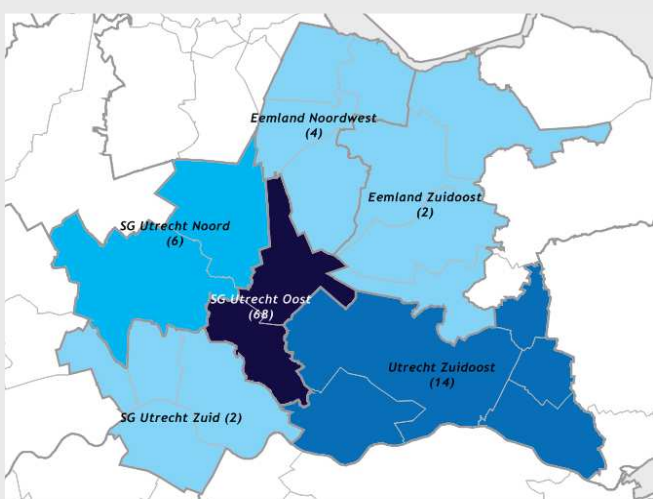 Eemland Noordwest
(4)
Eemland Zuidoost
(2)
SG Utrecht Noord
(6)
SG Utrecht Oost
(68)
Utrecht Zuidoost
(14)
SG Utrecht Zuid (2)